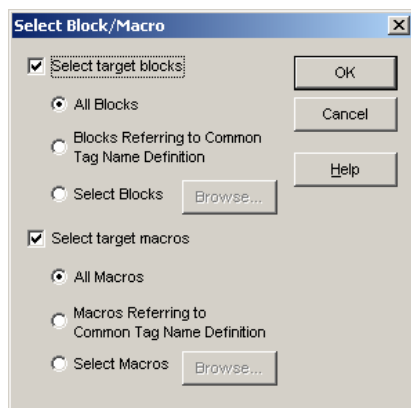 Select Block/Macro
Select target blocks
OK
All Blocks
Cancel
Blocks Referring to Common
Tag Name Definition
Help
Select Blocks
Browse...
Select target macros
All Macros
Macros Referring to
Common Tag Name Definition
Select Macros
Browse...